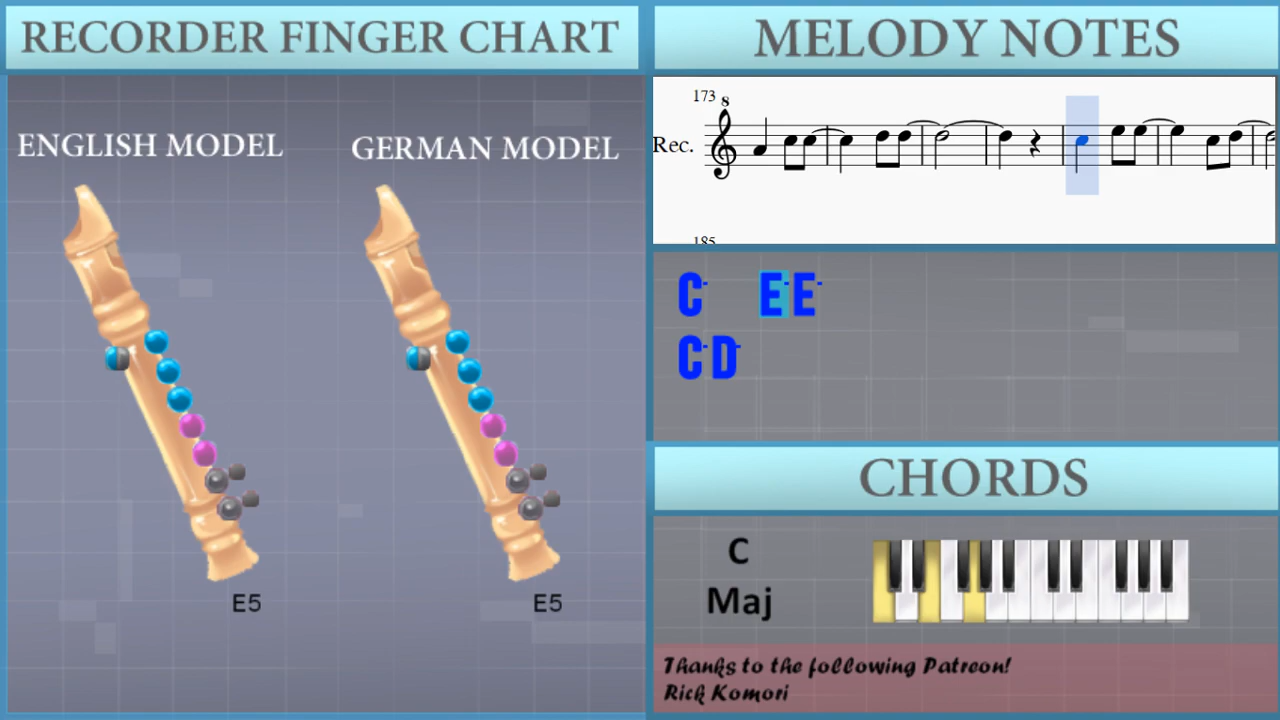 RECORDER FINGER CHART
ENGLISH MODEL
GERMAN MODEL
E5
E5
MELODY NOTES
173
8
Rec.
185
C· E· E·
C· D·
CHORDS
C
Maj
Thanks to the following Patreon!
Rick Komori